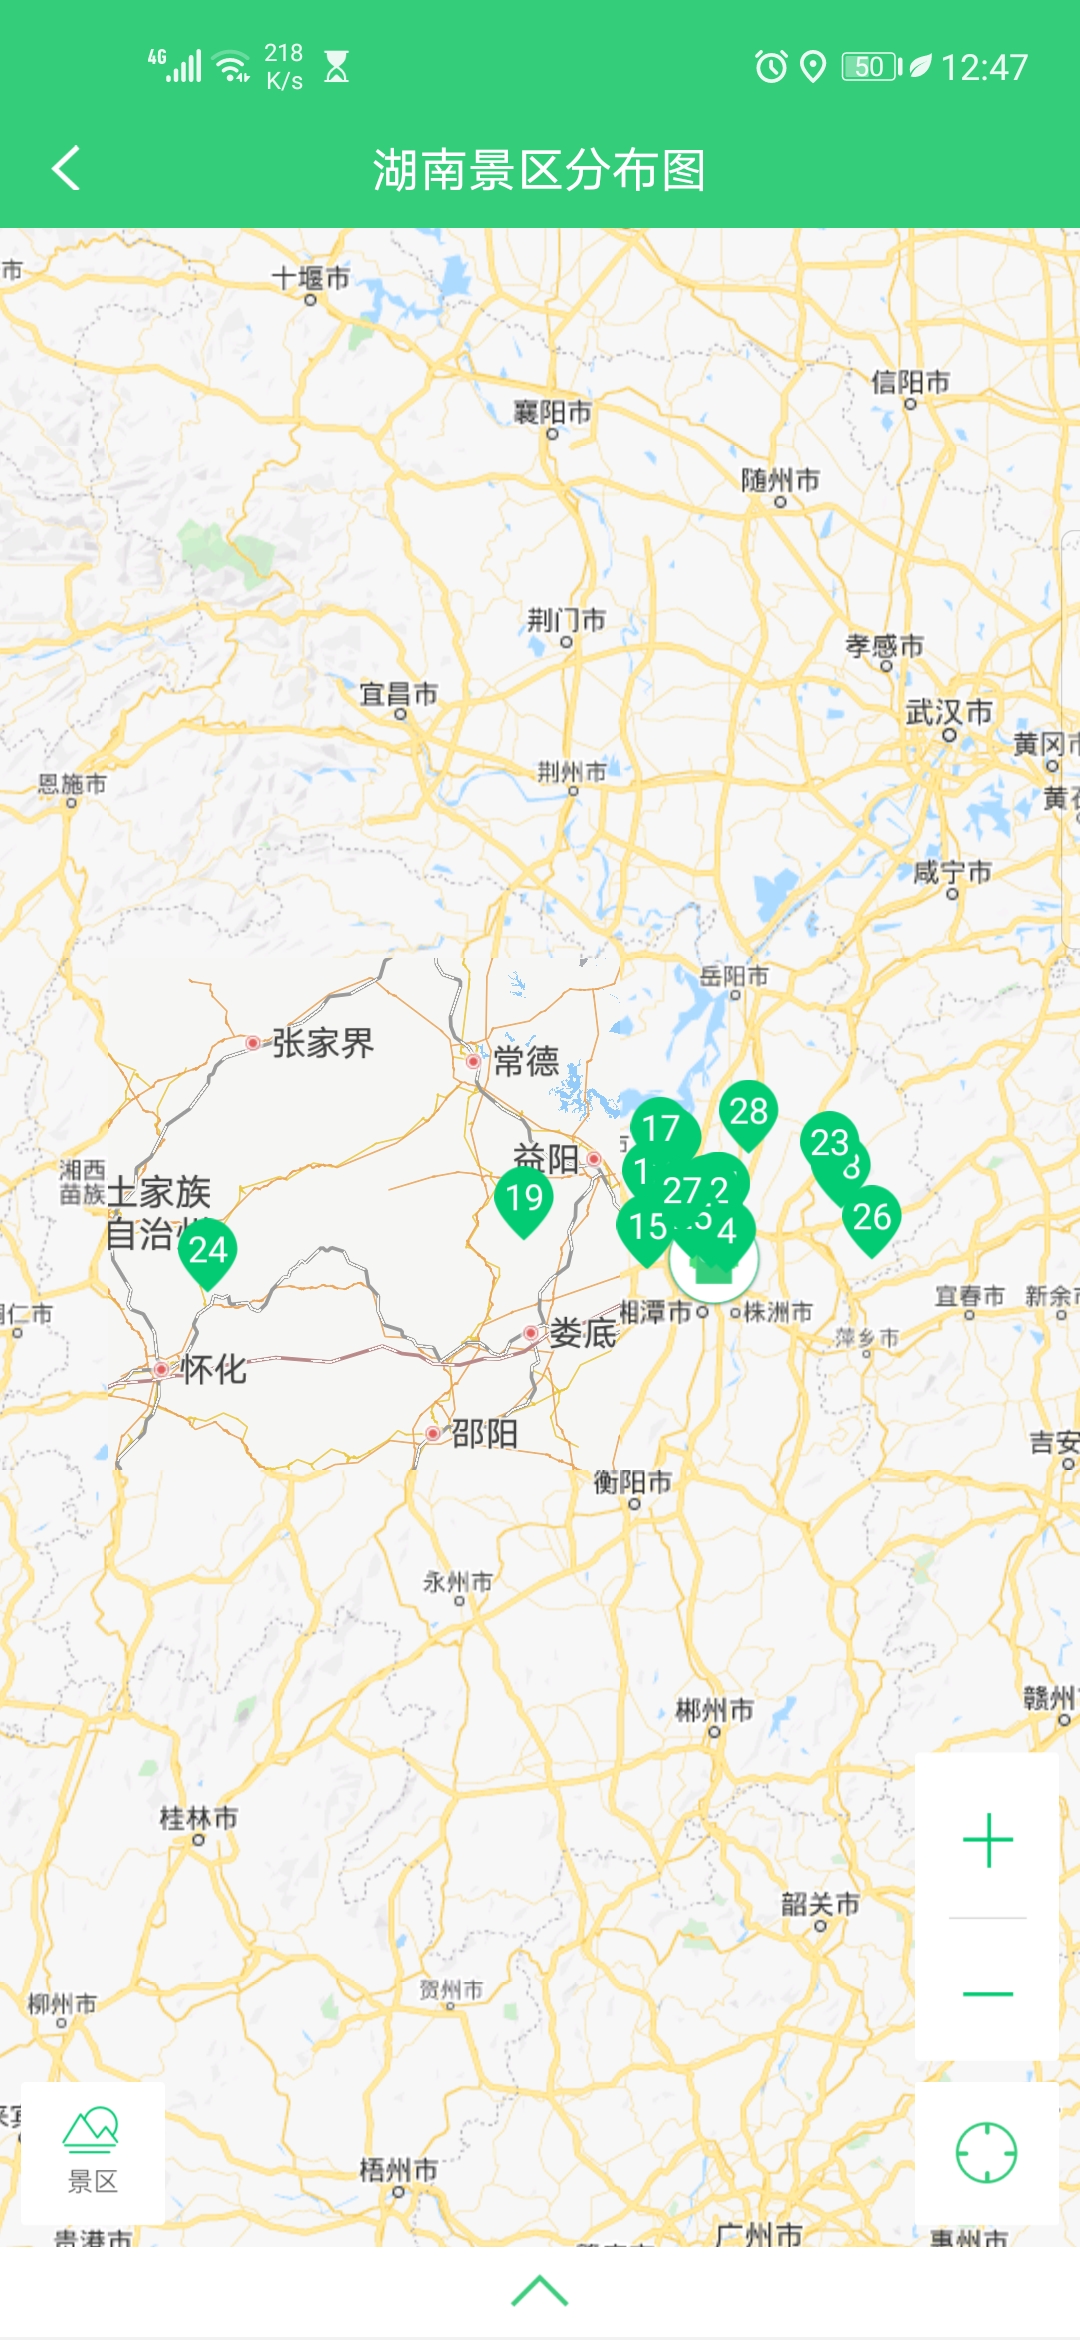 4G 218 K/s 50 12:47
湖南景区分布图
市
十堰市
信阳市
襄阳市
随州市
荆门市
孝感市
宜昌市
武汉市
黄冈市
荆州市
恩施市
黄石
咸宁市
岳阳市
张家界
常德
28
17
23
益阳
湘西
苗族
土家族
自治州
1
27
2
3
19
26
15
4
24
宜春市
新余市
湘潭市
株洲市
萍乡市
娄底
怀化
邵阳
吉安
衡阳市
永州市
赣州
郴州市
桂林市
韶关市
贺州市
柳州市
景区
梧州市
广州市
贵港市
惠州市